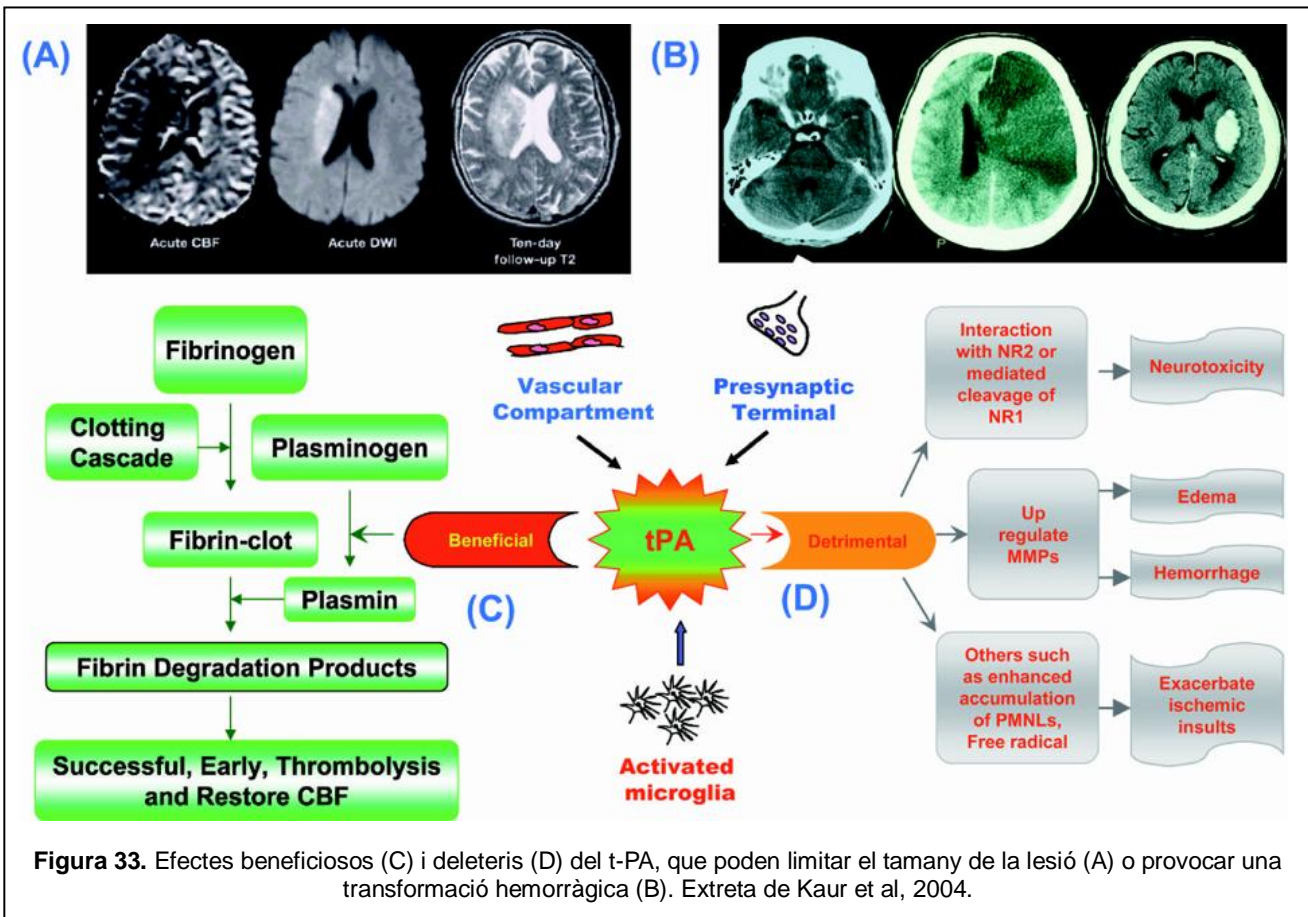 (A)
Acute CBF
Acute DWI
Ten-day
follow-up T2
(B)
P
Fibrinogen
Clotting
Cascade
Plasminogen
Fibrin-clot
Plasmin
Fibrin Degradation Products
Successful, Early, Thrombolysis
and Restore CBF
Beneficial
(C)
Vascular
Compartment
Presynaptic
Terminal
tPA
Activated
microglia
Detrimental
(D)
Interaction
with NR2 or
mediated
cleavage of
NR1
Neurotoxicity
Up
regulate
MMPs
Edema
Hemorrhage
Others such
as enhanced
accumulation
of PMNLs,
Free radical
Exacerbate
ischemic
insults
Figura 33. Efectes beneficiosos (C) i deleteris (D) del t-PA, que poden limitar el tamany de la lesió (A) o provocar una
transformació hemorràgica (B). Extreta de Kaur et al, 2004.